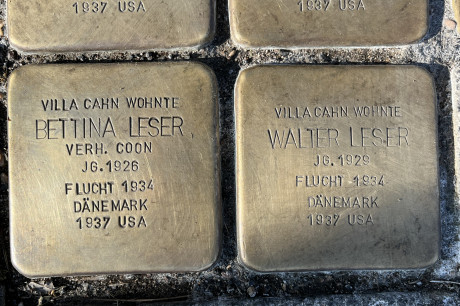 1937 USA
1937 USA
VILLA CAHN WOHNTE
BETTINA LESER
VERH. COON
JG. 1926
FLUCHT 1934
DÄNEMARK
1937 USA
VILLA CAHN WOHNTE
WALTER LESER
JG. 1929
FLUCHT 1934
DÄNEMARK
1937 USA